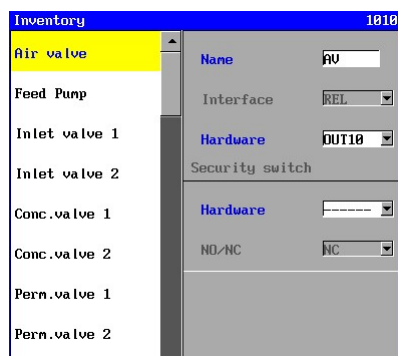 Inventory 1010
Air valve
Feed Pump
Inlet valve 1
Inlet valve 2
Conc.valve 1
Conc.valve 2
Perm.valve 1
Perm.valve 2
Name AV
Interface REL
Hardware OUT10
Security switch
Hardware ------
NO/NC NC